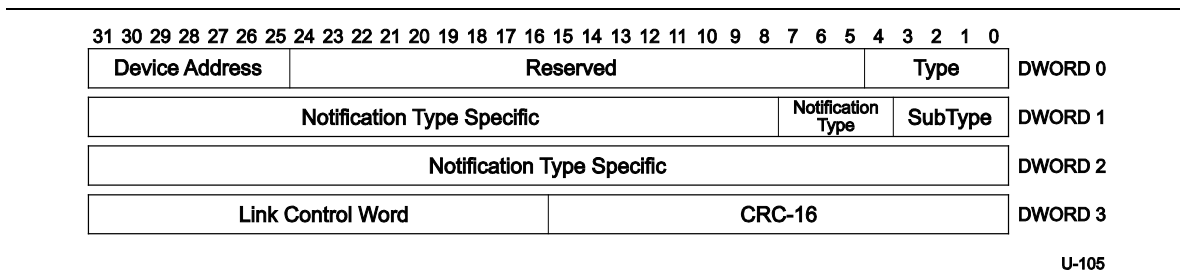 31 30 29 28 27 26 25 24 23 22 21 20 19 18 17 16 15 14 13 12 11 10 9 8 7 6 5 4 3 2 1 0
Device Address Reserved Type DWORD 0
Notification Type Specific Notification Type SubType DWORD 1
Notification Type Specific DWORD 2
Link Control Word CRC-16 DWORD 3
U-105